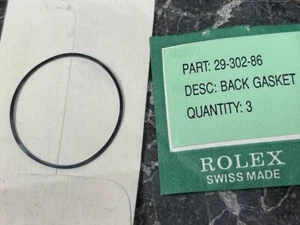 PART: 29-302-86
DESC: BACK GASKET
QUANTITY: 3
ROLEX
SWISS MADE